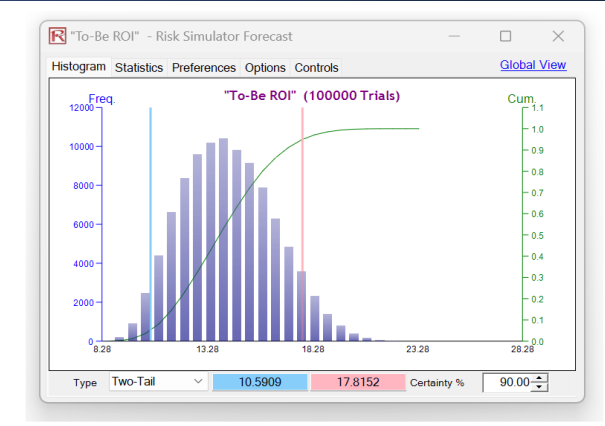 R "To-Be ROI" - Risk Simulator Forecast
Histogram Statistics Preferences Options Controls Global View
Freq. "To-Be ROI" (100000 Trials) Cum.
12000 1.1
1.0
10000 0.9
8000 0.8
0.7
6000 0.6
0.5
4000 0.4
0.3
2000 0.2
0.1
0 0.0
8.28 13.28 18.28 23.28 28.28
Type Two-Tail 10.5909 17.8152 Certainty % 90.00